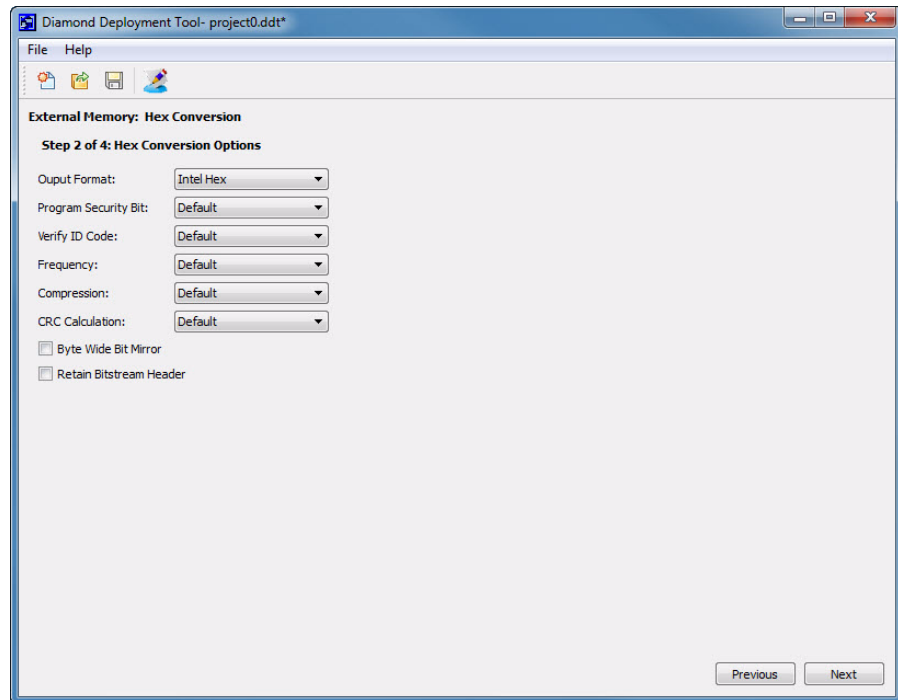 Diamond Deployment Tool- project0.ddt*
File Help
External Memory: Hex Conversion
Step 2 of 4: Hex Conversion Options
Ouput Format: Intel Hex
Program Security Bit: Default
Verify ID Code: Default
Frequency: Default
Compression: Default
CRC Calculation: Default
Byte Wide Bit Mirror
Retain Bitstream Header
Previous Next